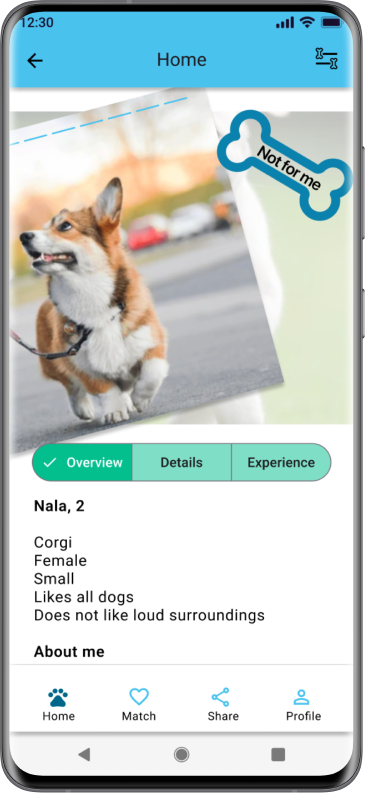 12:30
Home
Not for me
Overview
Details
Experience
Nala, 2
Corgi
Female
Small
Likes all dogs
Does not like loud surroundings
About me
Home
Match
Share
Profile